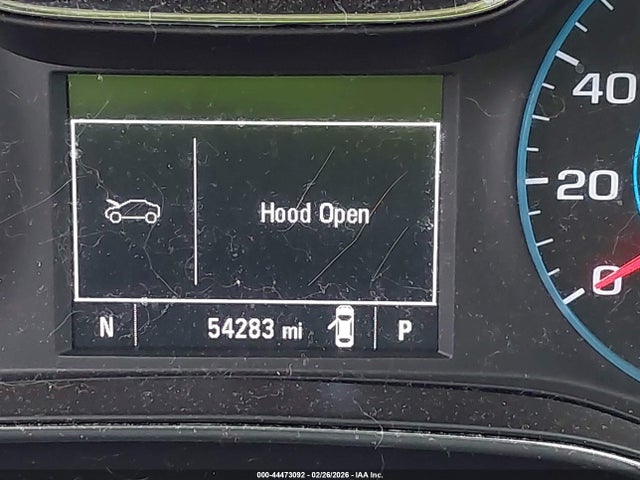 40
Hood Open
20
0
N 54283 mi P
000-44473092 / 02/26/2026 - IAA Inc.